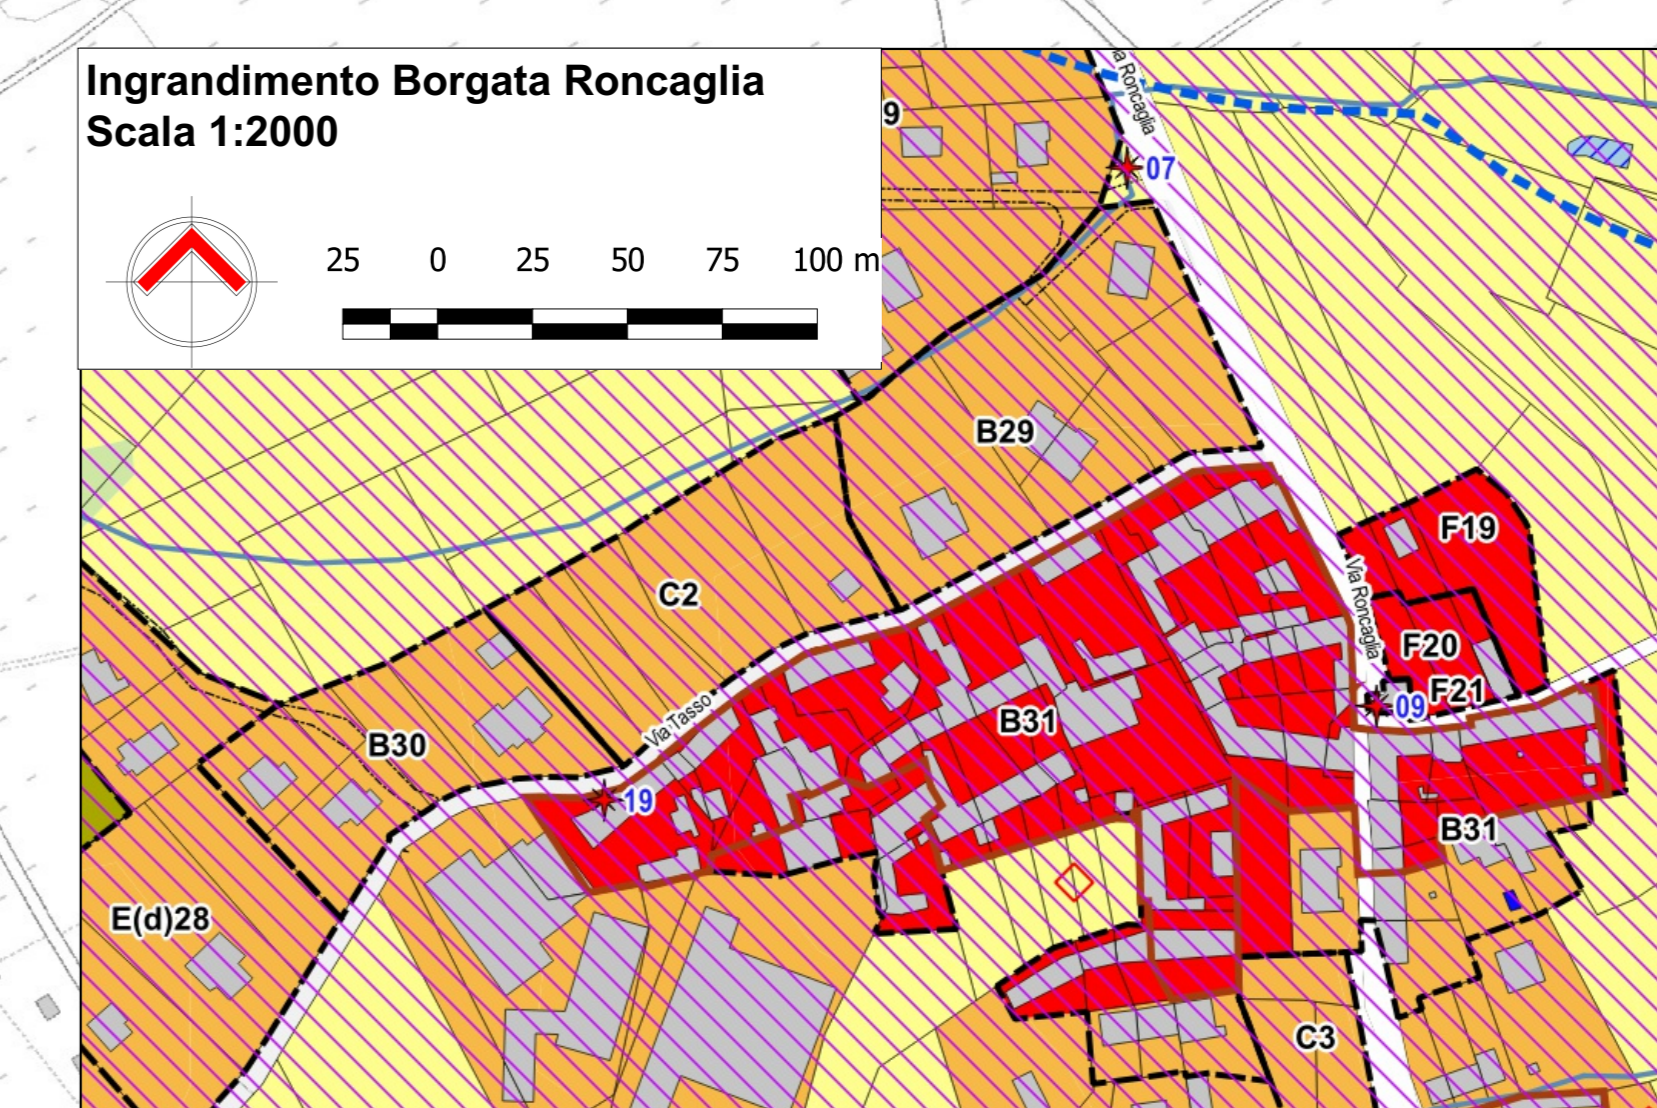 Ingrandimento Borgata Roncaglia
Scala 1:2000
25 0 25 50 75 100 m
9
Via Roncaglia
07
B29
F19
C2
Via Roncaglia
F20
F21
09
Via Tasso
B31
B30
19
B31
E(d)28
C3